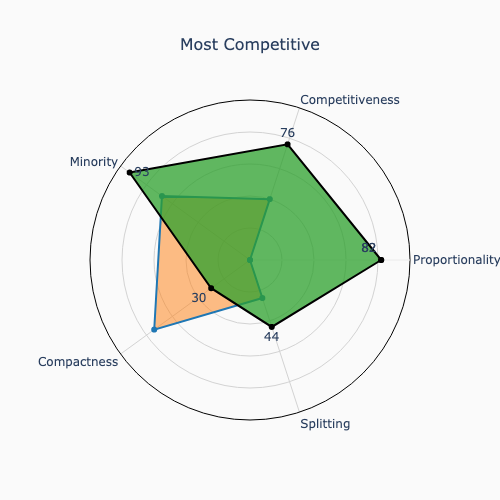 Most Competitive
Competitiveness
76
Minority
93
82
Proportionality
30
44
Compactness
Splitting